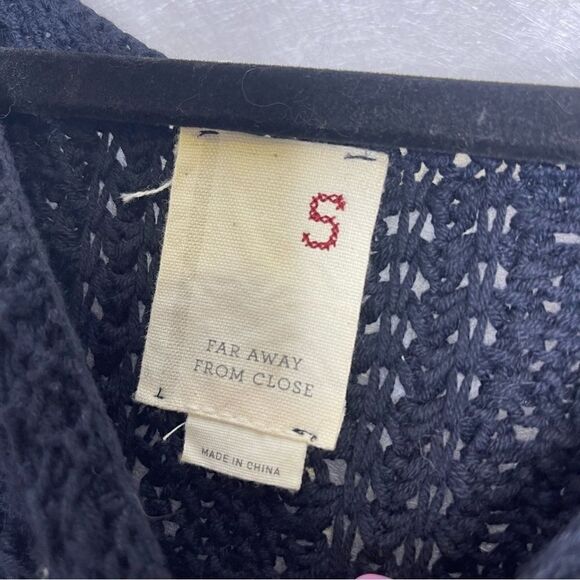 S
FAR AWAY
FROM CLOSE
MADE IN CHINA